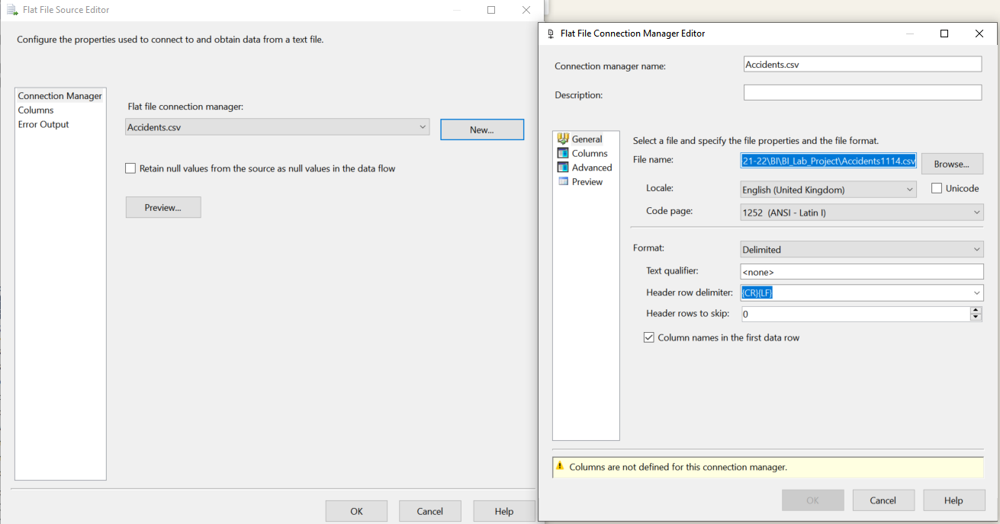 Flat File Source Editor
Configure the properties used to connect to and obtain data from a text file.
Connection Manager
Columns
Error Output
Flat file connection manager:
Accidents.csv
New...
Retain null values from the source as null values in the data flow
Preview...
OK
Cancel
Help
Flat File Connection Manager Editor
Connection manager name:
Accidents.csv
Description:
General
Columns
Advanced
Preview
Select a file and specify the file properties and the file format.
File name:
21-22\BI\BI_Lab_Project\Accidents1114.csv
Browse...
Locale:
English (United Kingdom)
Unicode
Code page:
1252 (ANSI - Latin I)
Format:
Delimited
Text qualifier:
<none>
Header row delimiter:
{CR}{LF}
Header rows to skip:
0
Column names in the first data row
Columns are not defined for this connection manager.
OK
Cancel
Help